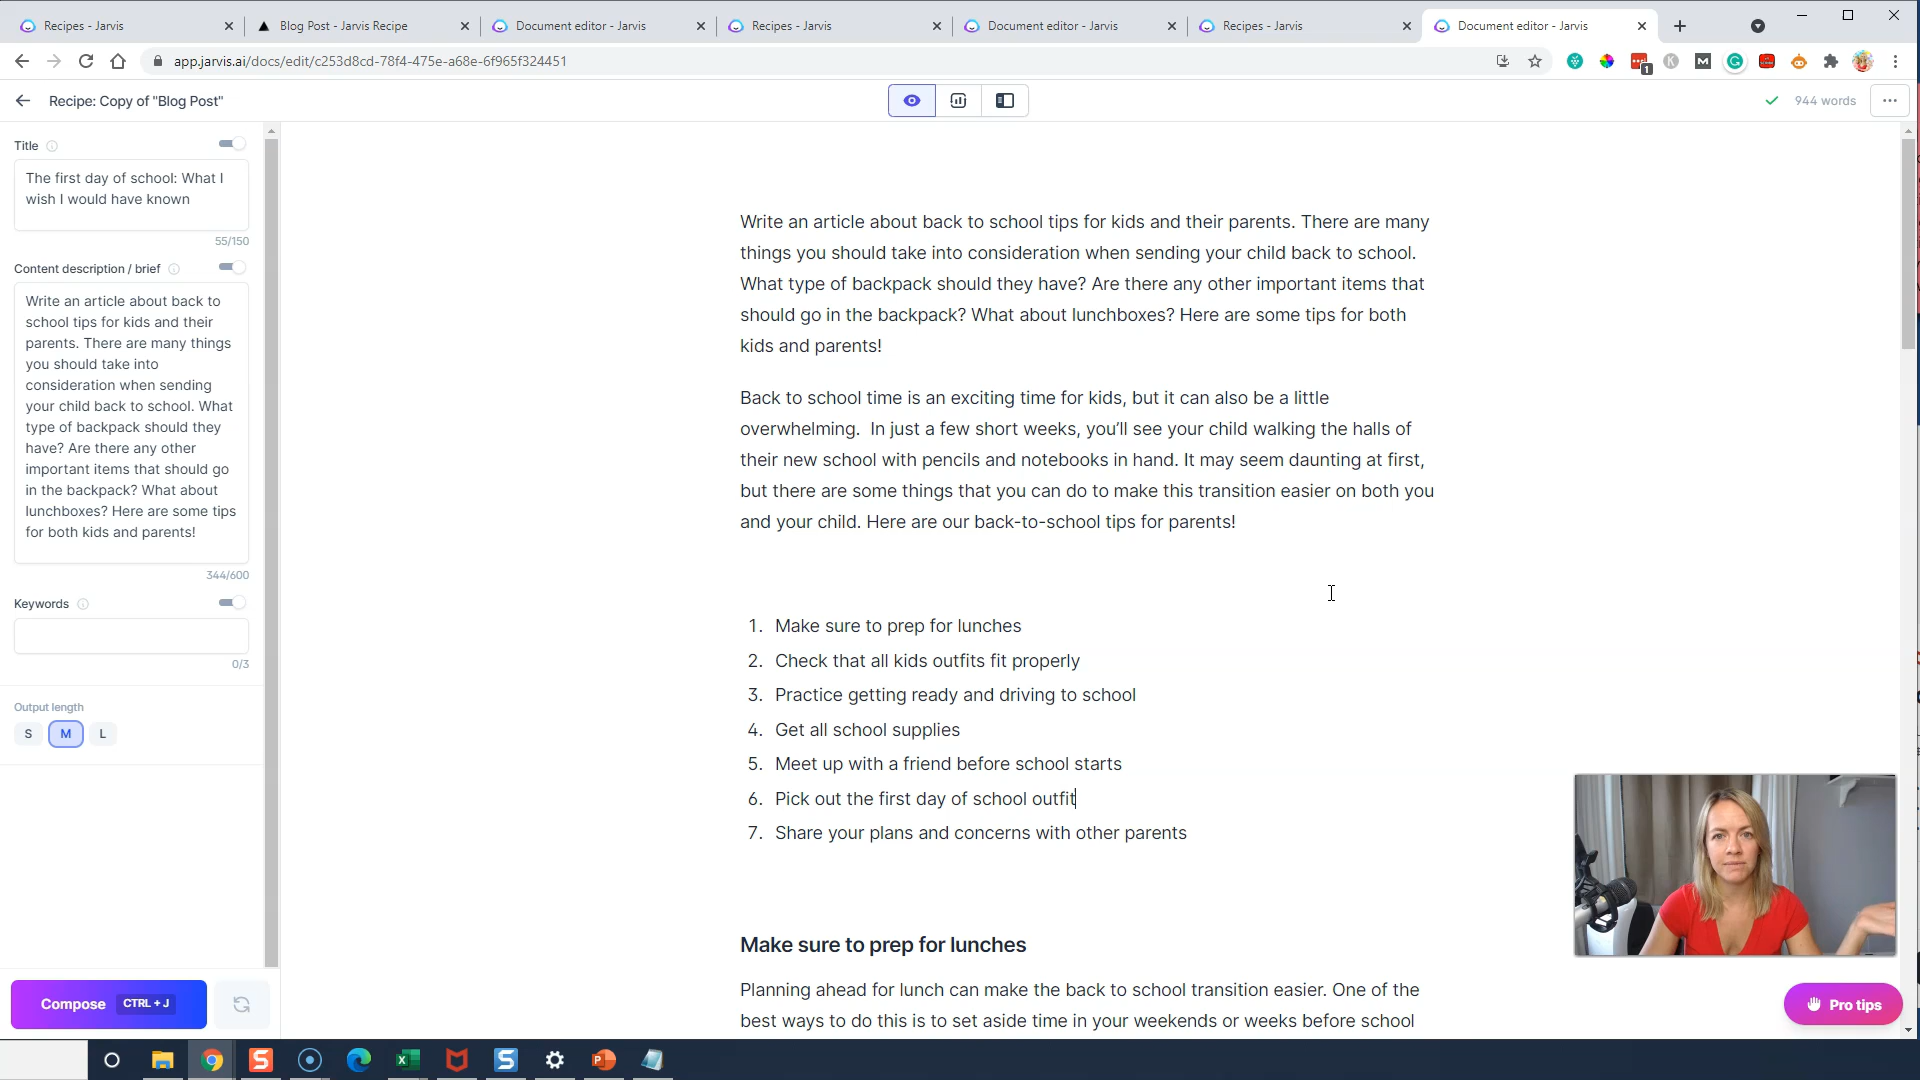 Recipes - Jarvis
Blog Post - Jarvis Recipe
Document editor - Jarvis
Recipes - Jarvis
Document editor - Jarvis
Recipes - Jarvis
Document editor - Jarvis
app.jarvis.ai/docs/edit/c253d8cd-78f4-475e-a68e-6f965f324451
Recipe: Copy of "Blog Post"
944 words
Title
The first day of school: What I
wish I would have known
55/150
Content description / brief
Write an article about back to
school tips for kids and their
parents. There are many things
you should take into
consideration when sending
your child back to school. What
type of backpack should they
have? Are there any other
important items that should go
in the backpack? What about
lunchboxes? Here are some tips
for both kids and parents!
344/600
Keywords
0/3
Output length
S M L
Compose CTRL + J
Write an article about back to school tips for kids and their parents. There are many
things you should take into consideration when sending your child back to school.
What type of backpack should they have? Are there any other important items that
should go in the backpack? What about lunchboxes? Here are some tips for both
kids and parents!
Back to school time is an exciting time for kids, but it can also be a little
overwhelming.  In just a few short weeks, you'll see your child walking the halls of
their new school with pencils and notebooks in hand. It may seem daunting at first,
but there are some things that you can do to make this transition easier on both you
and your child. Here are our back-to-school tips for parents!
1. Make sure to prep for lunches
2. Check that all kids outfits fit properly
3. Practice getting ready and driving to school
4. Get all school supplies
5. Meet up with a friend before school starts
6. Pick out the first day of school outfit
7. Share your plans and concerns with other parents
Make sure to prep for lunches
Planning ahead for lunch can make the back to school transition easier. One of the
best ways to do this is to set aside time in your weekends or weeks before school
Pro tips